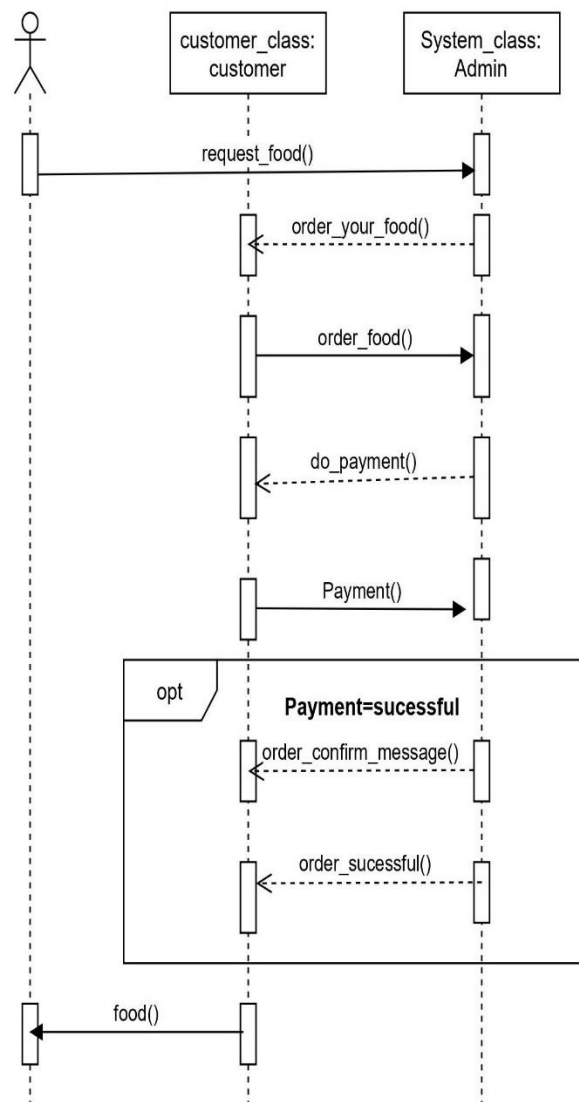 customer_class:
customer
System_class:
Admin
request_food()
order_your_food()
order_food()
do_payment()
Payment()
opt
Payment=sucessful
order_confirm_message()
order_sucessful()
food()